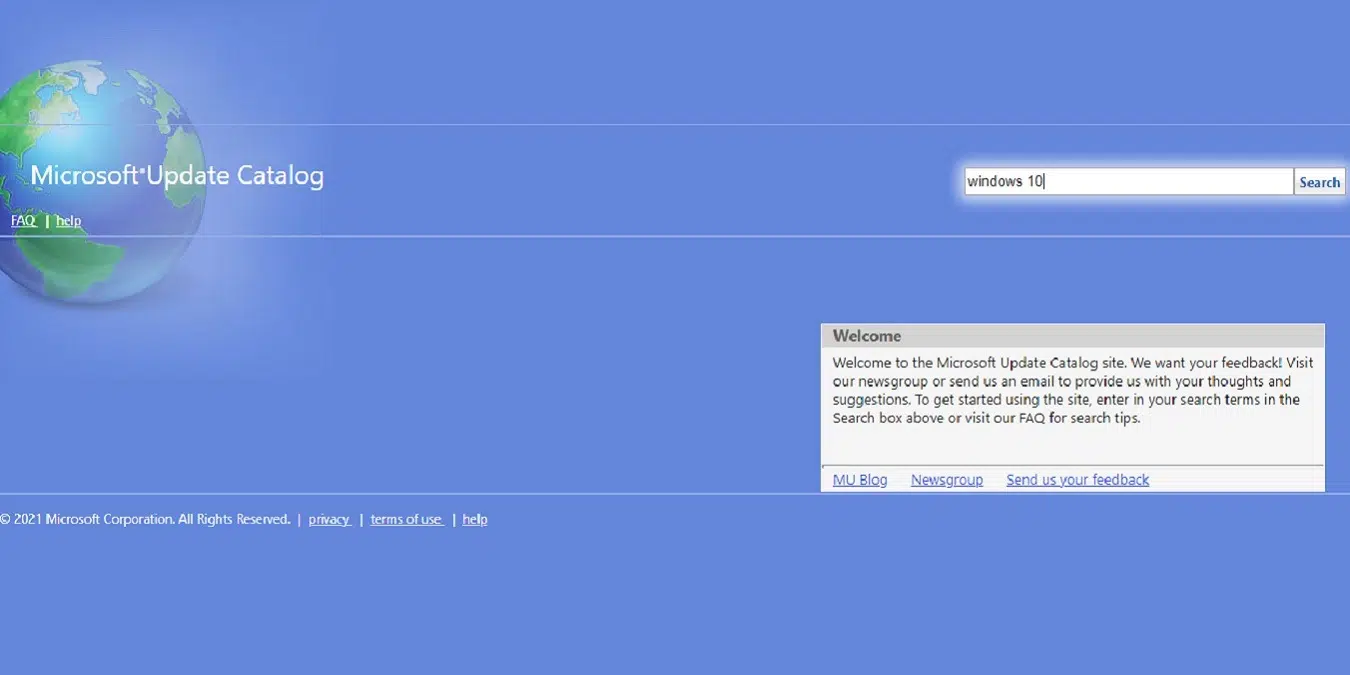 Microsoft® Update Catalog
windows 10
Search
FAQ | help
Welcome
Welcome to the Microsoft Update Catalog site. We want your feedback! Visit
our newsgroup or send us an email to provide us with your thoughts and
suggestions. To get started using the site, enter in your search terms in the
Search box above or visit our FAQ for search tips.
MU Blog Newsgroup Send us your feedback
© 2021 Microsoft Corporation. All Rights Reserved. | privacy | terms of use | help